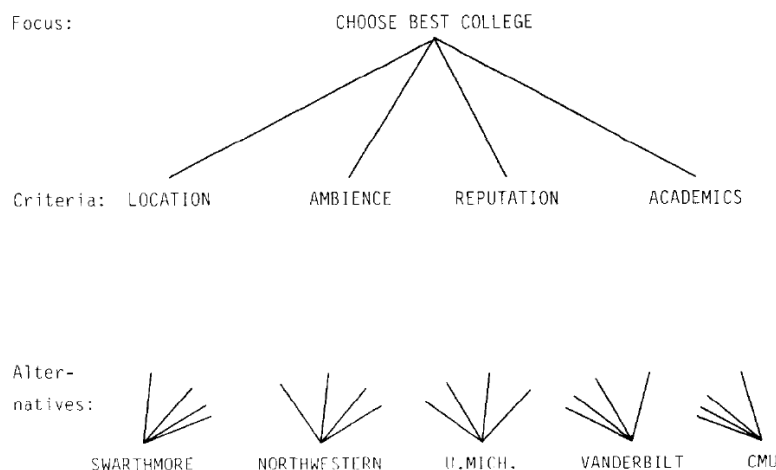 Focus: CHOOSE BEST COLLEGE
Criteria: LOCATION AMBIENCE REPUTATION ACADEMICS
Alter-
natives:
SWARTHMORE NORTHWESTERN U.MICH. VANDERBILT CMU